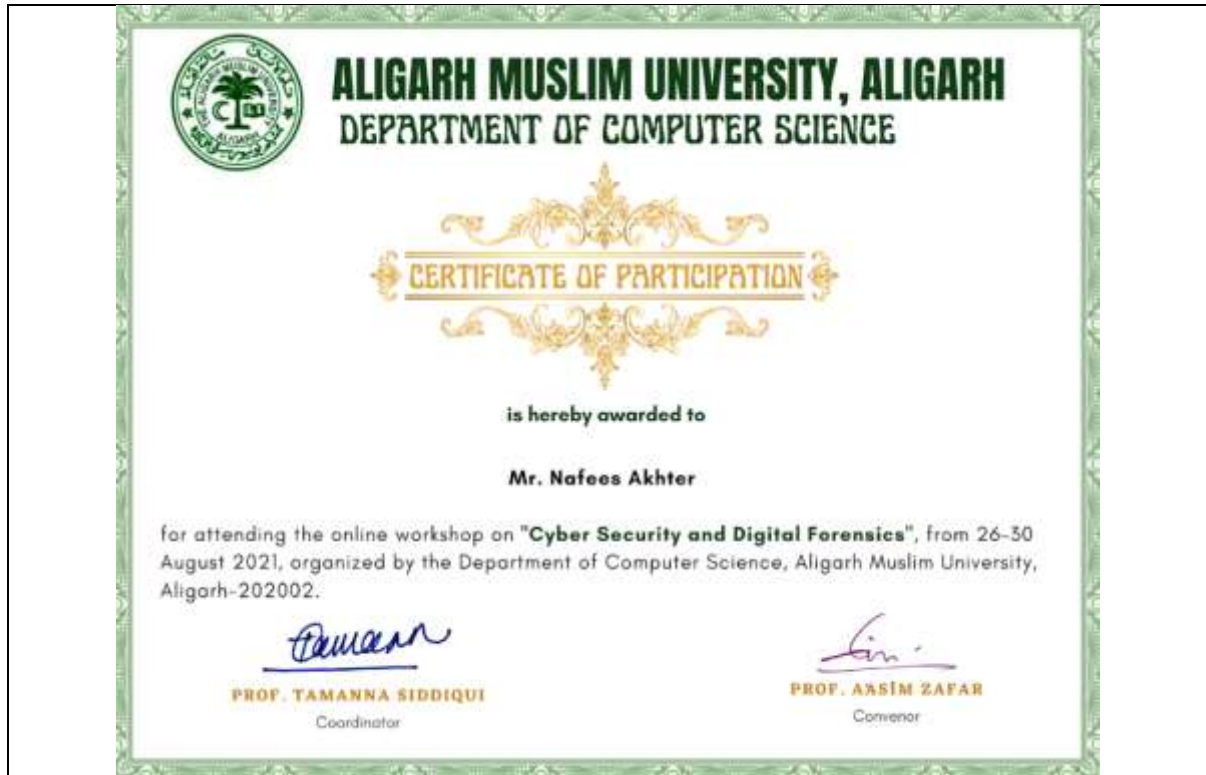 ALIGARH MUSLIM UNIVERSITY, ALIGARH
DEPARTMENT OF COMPUTER SCIENCE
CERTIFICATE OF PARTICIPATION
is hereby awarded to
Mr. Nafees Akhter
for attending the online workshop on "Cyber Security and Digital Forensics", from 26-30
August 2021, organized by the Department of Computer Science, Aligarh Muslim University,
Aligarh-202002.
PROF. TAMANNA SIDDIQUI
Coordinator
PROF. AASIM ZAFAR
Convenor